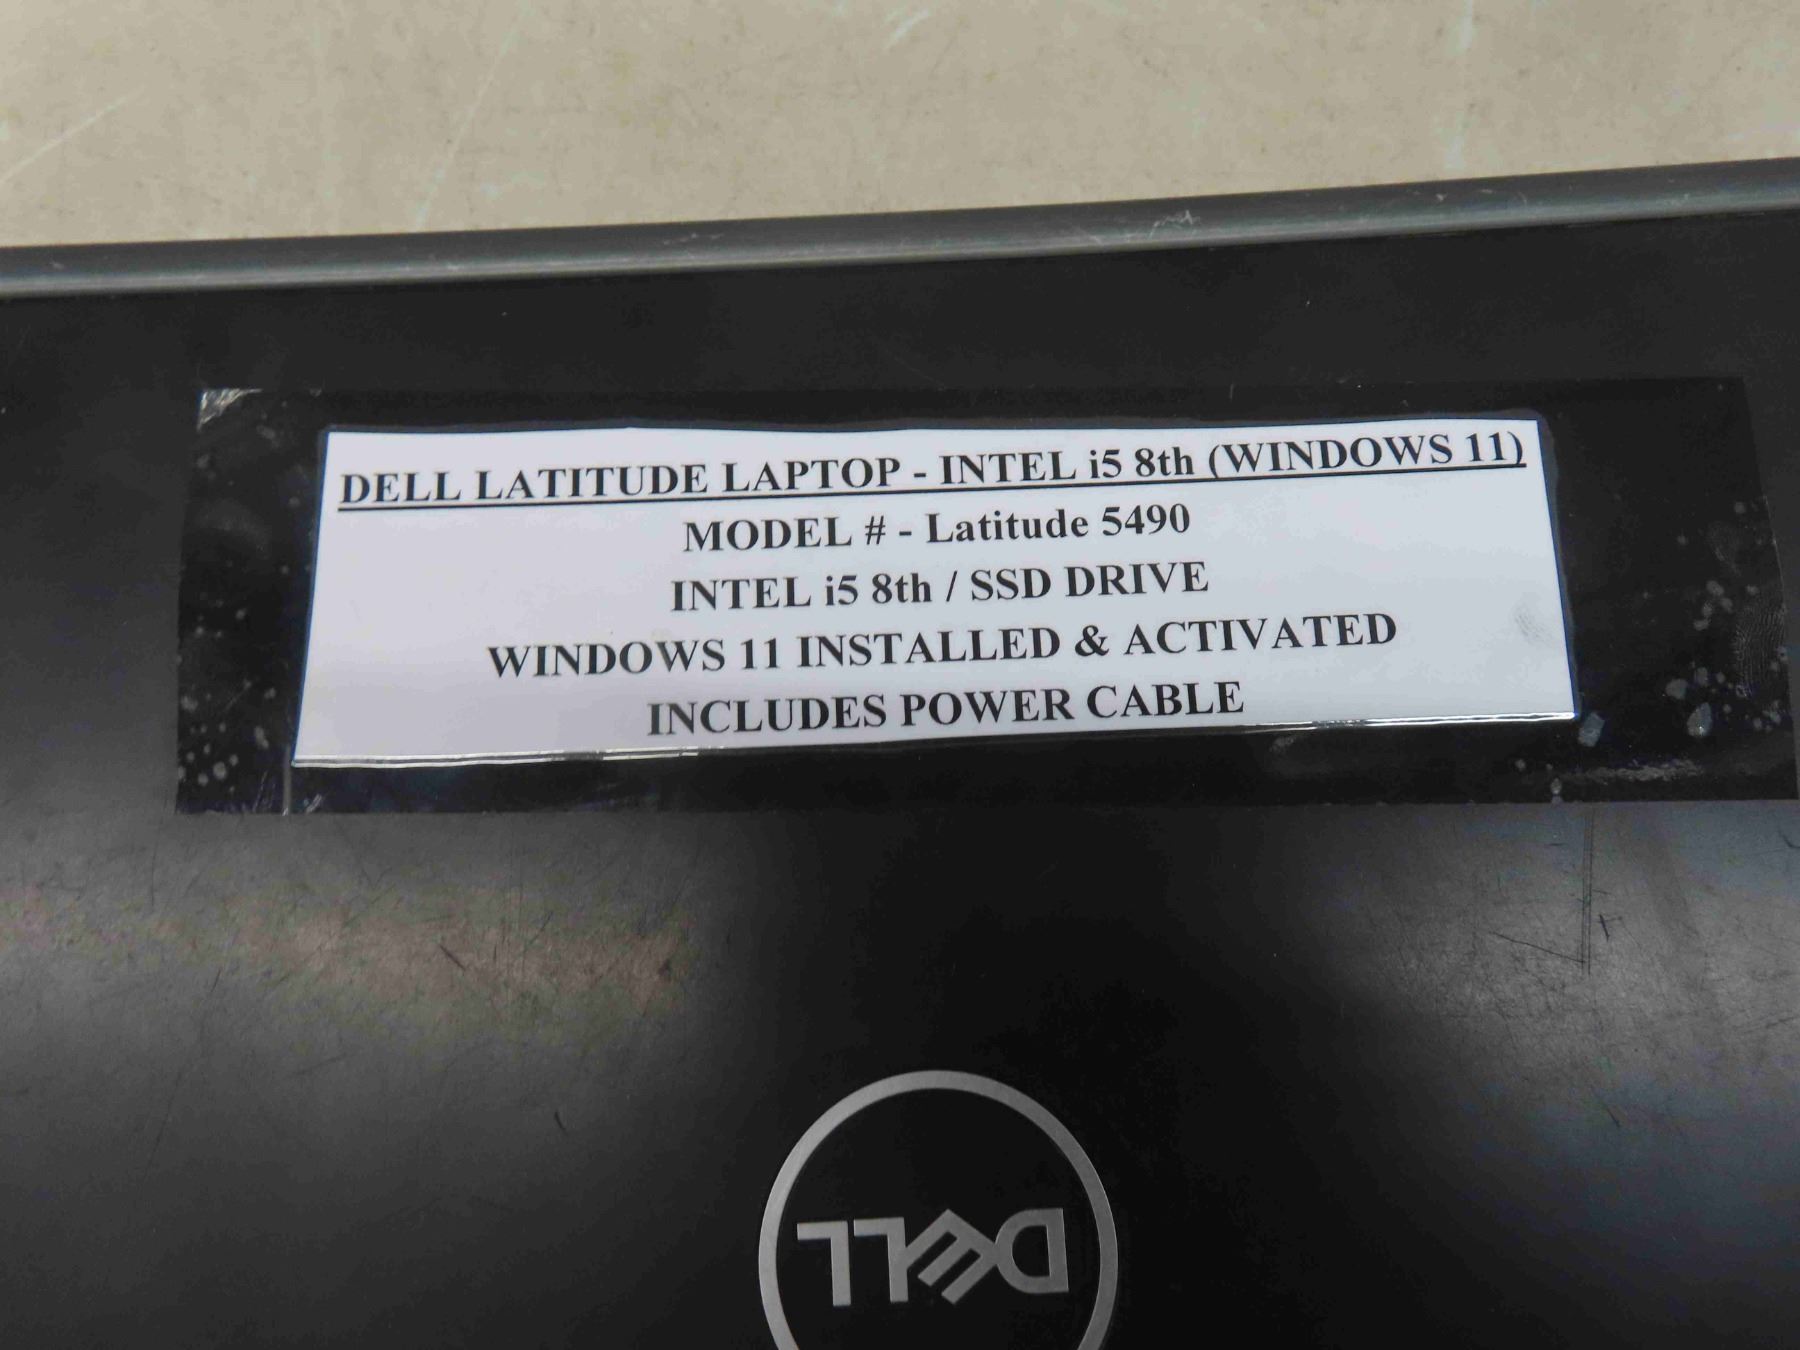 DELL LATITUDE LAPTOP - INTEL i5 8th (WINDOWS 11)
MODEL # - Latitude 5490
INTEL i5 8th / SSD DRIVE
WINDOWS 11 INSTALLED & ACTIVATED
INCLUDES POWER CABLE
DELL